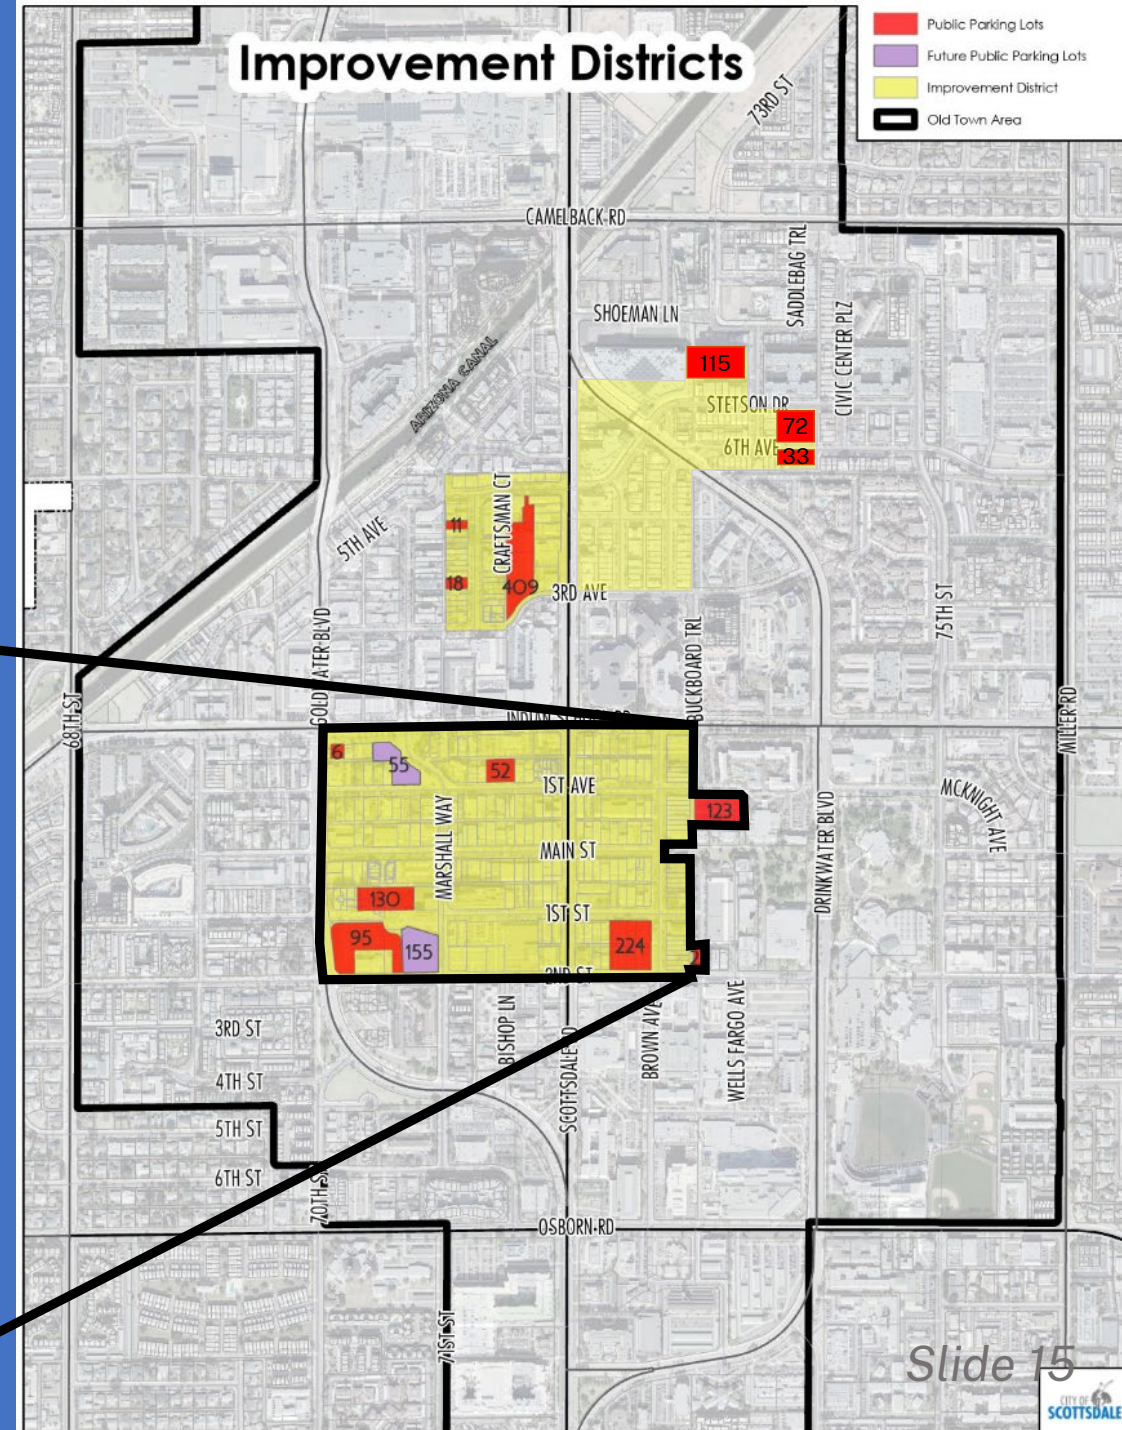 Improvement Districts
Public Parking Lots
Future Public Parking Lots
Improvement District
Old Town Area
73RD ST
CAMELBACK RD
SADDLEBAG TRL
SHOEMAN LN
CIVIC CENTER PLZ
ARIZONA CANAL
115
STETSON DR
72
6TH AVE
33
CRAFTSMAN CT
11
5TH AVE
18
409
3RD AVE
75TH ST
GOLDWATER BLVD
BUCKBOARD TRL
68TH ST
MILLER RD
6
55
52
1ST AVE
123
MCKNIGHT AVE
MARSHALL WAY
MAIN ST
DRINKWATER BLVD
130
1ST ST
95
155
224
2ND ST
BISHOP LN
SCOTTSDALE RD
BROWN AVE
WELLS FARGO AVE
3RD ST
4TH ST
5TH ST
6TH ST
70TH ST
OSBORN RD
71ST ST
Slide 15
CITY OF
SCOTTSDALE